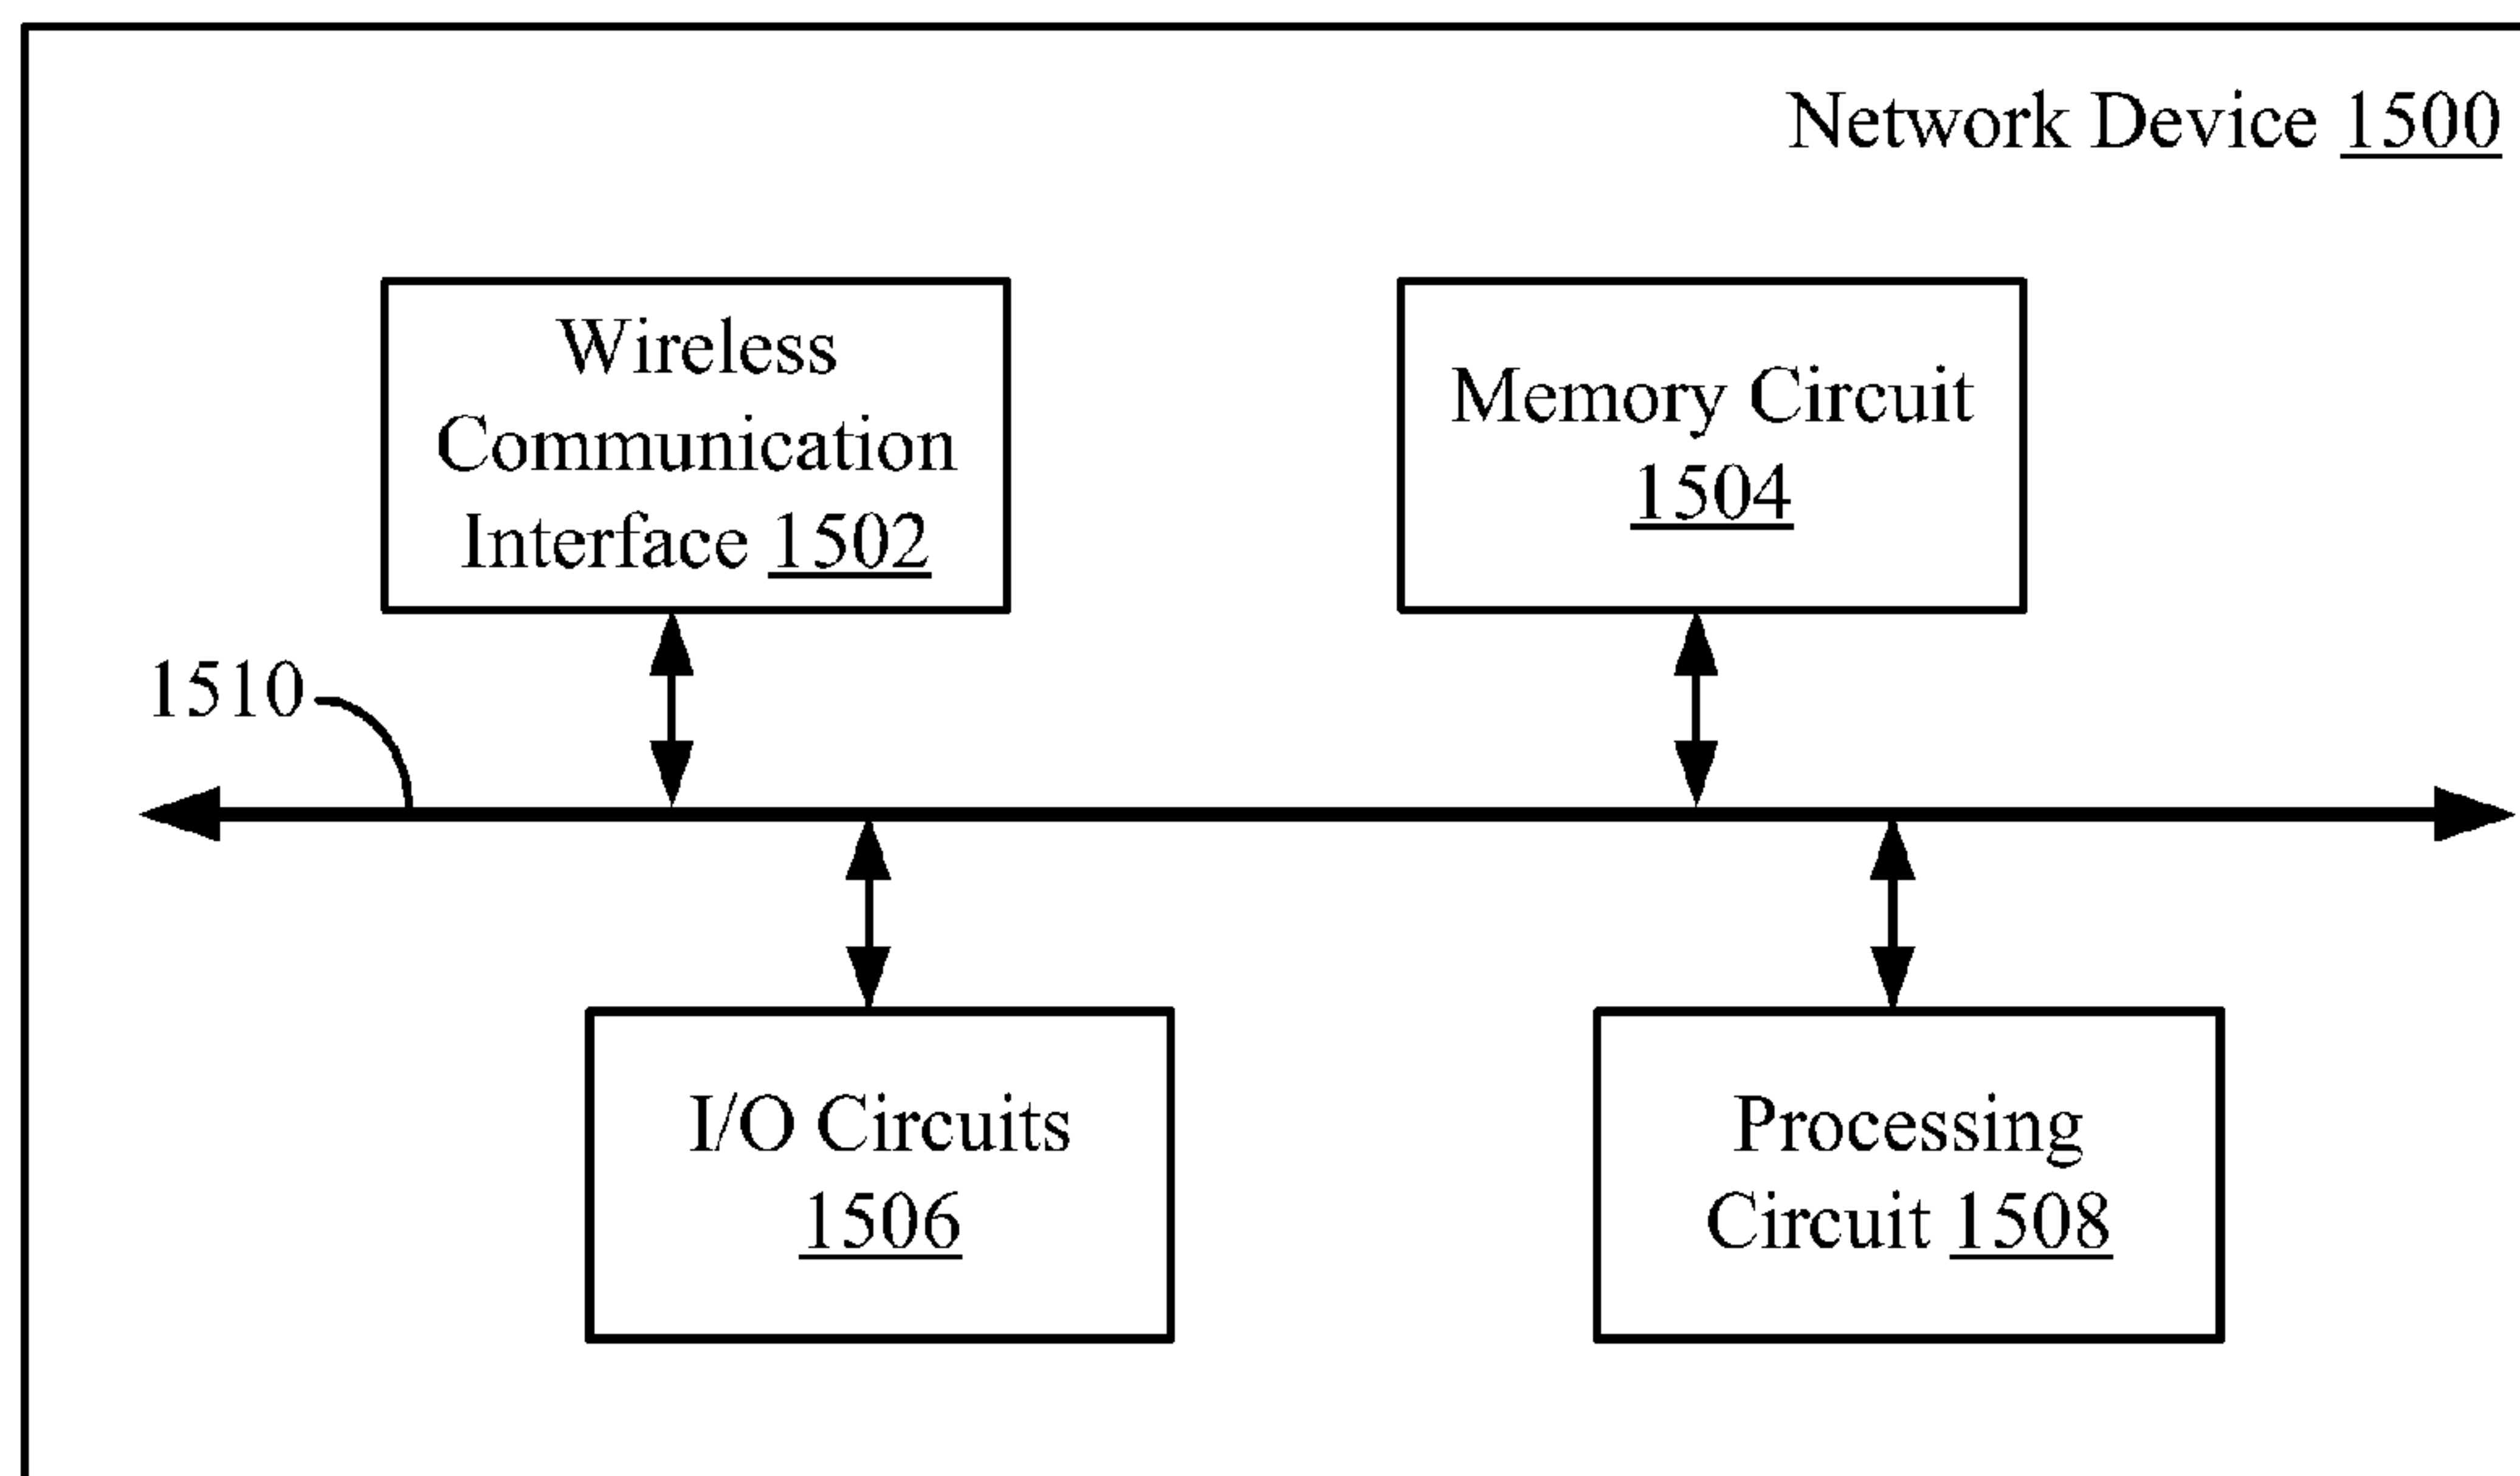 Network Device 1500
Wireless
Communication
Interface 1502
Memory Circuit
1504
1510
I/O Circuits
1506
Processing
Circuit 1508